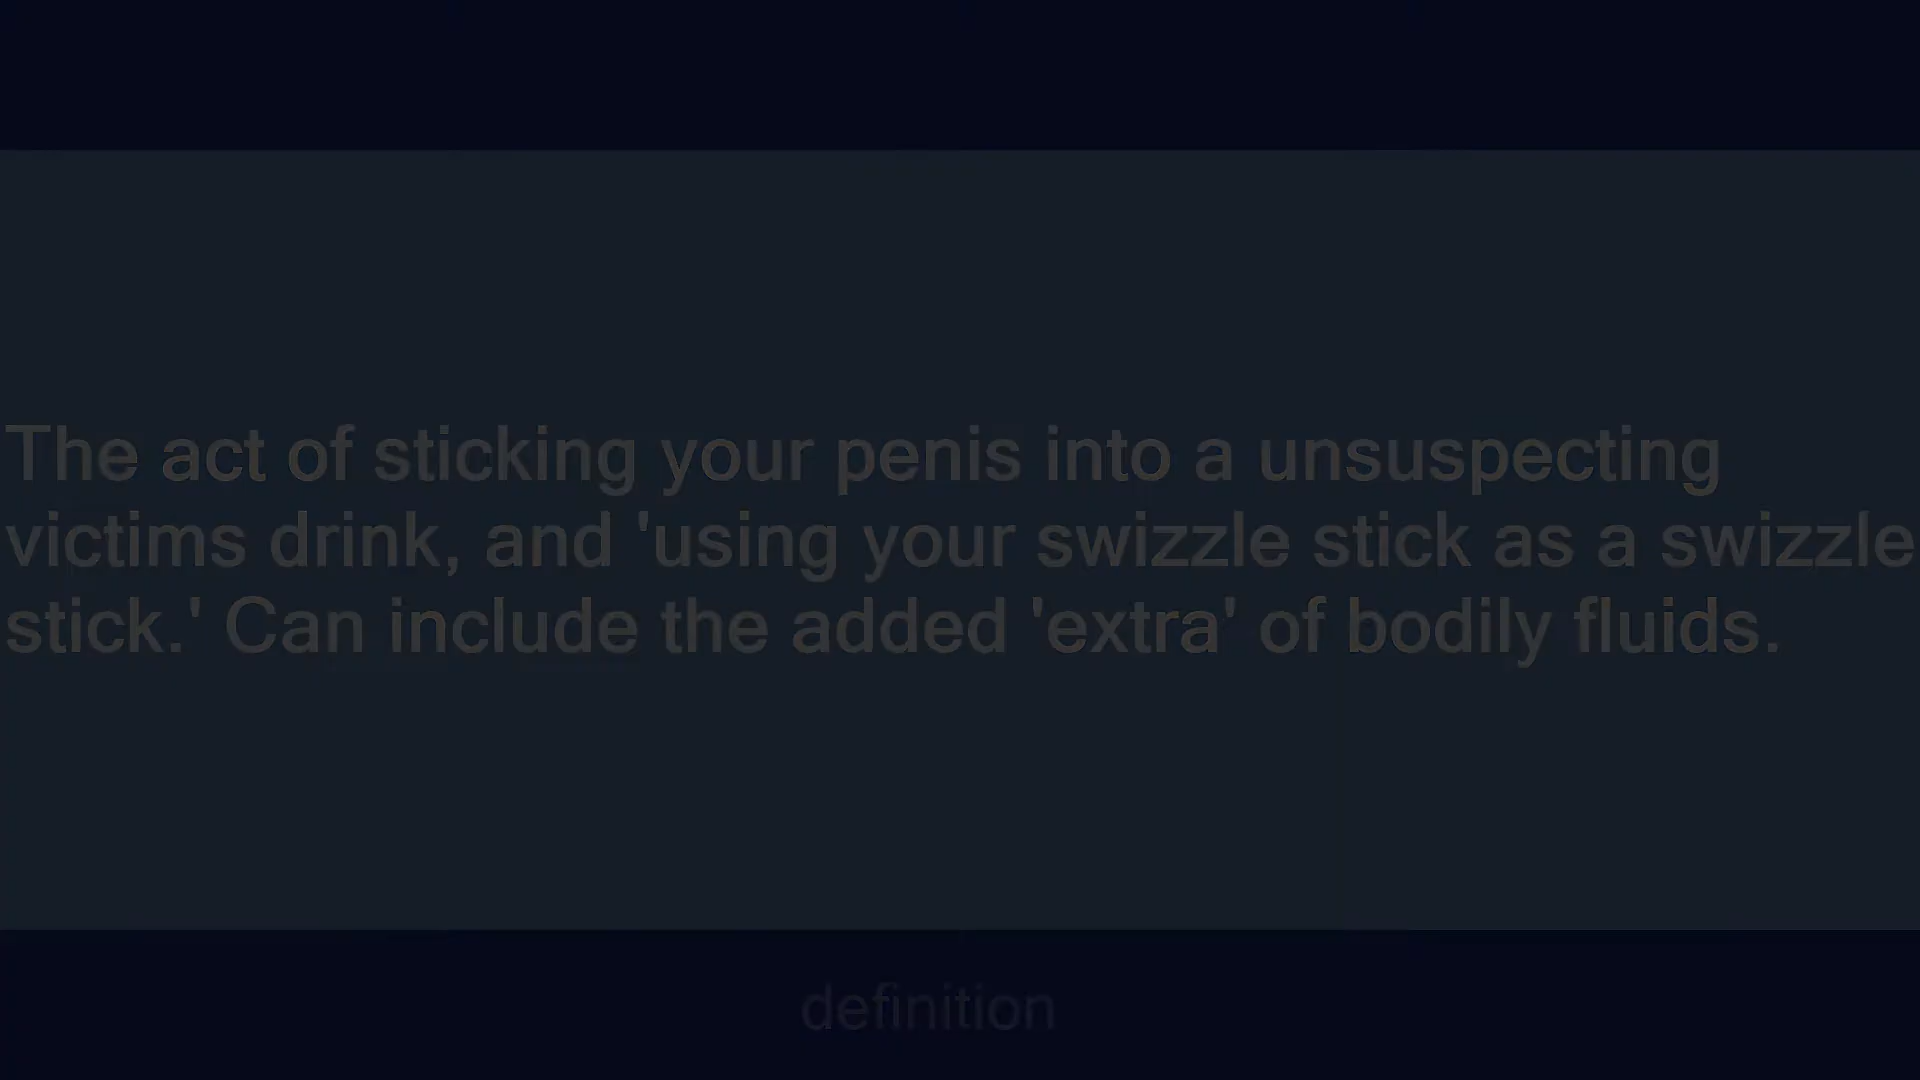 The act of sticking your penis into a unsuspecting
victims drink, and 'using your swizzle stick as a swizzle
stick.' Can include the added 'extra' of bodily fluids.
definition